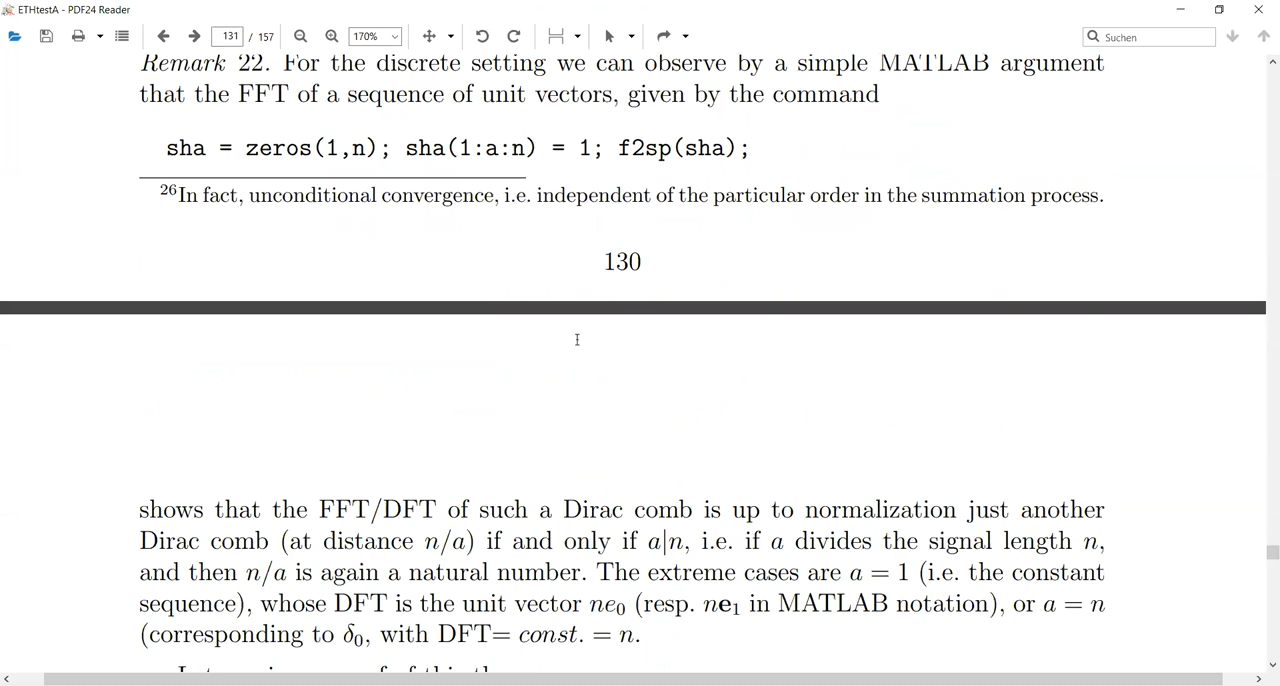 ETHtestA - PDF24 Reader
131 / 157 170% Suchen
Remark 22. For the discrete setting we can observe by a simple MATLAB argument
that the FFT of a sequence of unit vectors, given by the command
sha = zeros(1,n); sha(1:a:n) = 1; f2sp(sha);
26In fact, unconditional convergence, i.e. independent of the particular order in the summation process.
130
shows that the FFT/DFT of such a Dirac comb is up to normalization just another
Dirac comb (at distance n/a) if and only if a|n, i.e. if a divides the signal length n,
and then n/a is again a natural number. The extreme cases are a = 1 (i.e. the constant
sequence), whose DFT is the unit vector ne0 (resp. ne1 in MATLAB notation), or a = n
(corresponding to δ0, with DFT= const. = n.